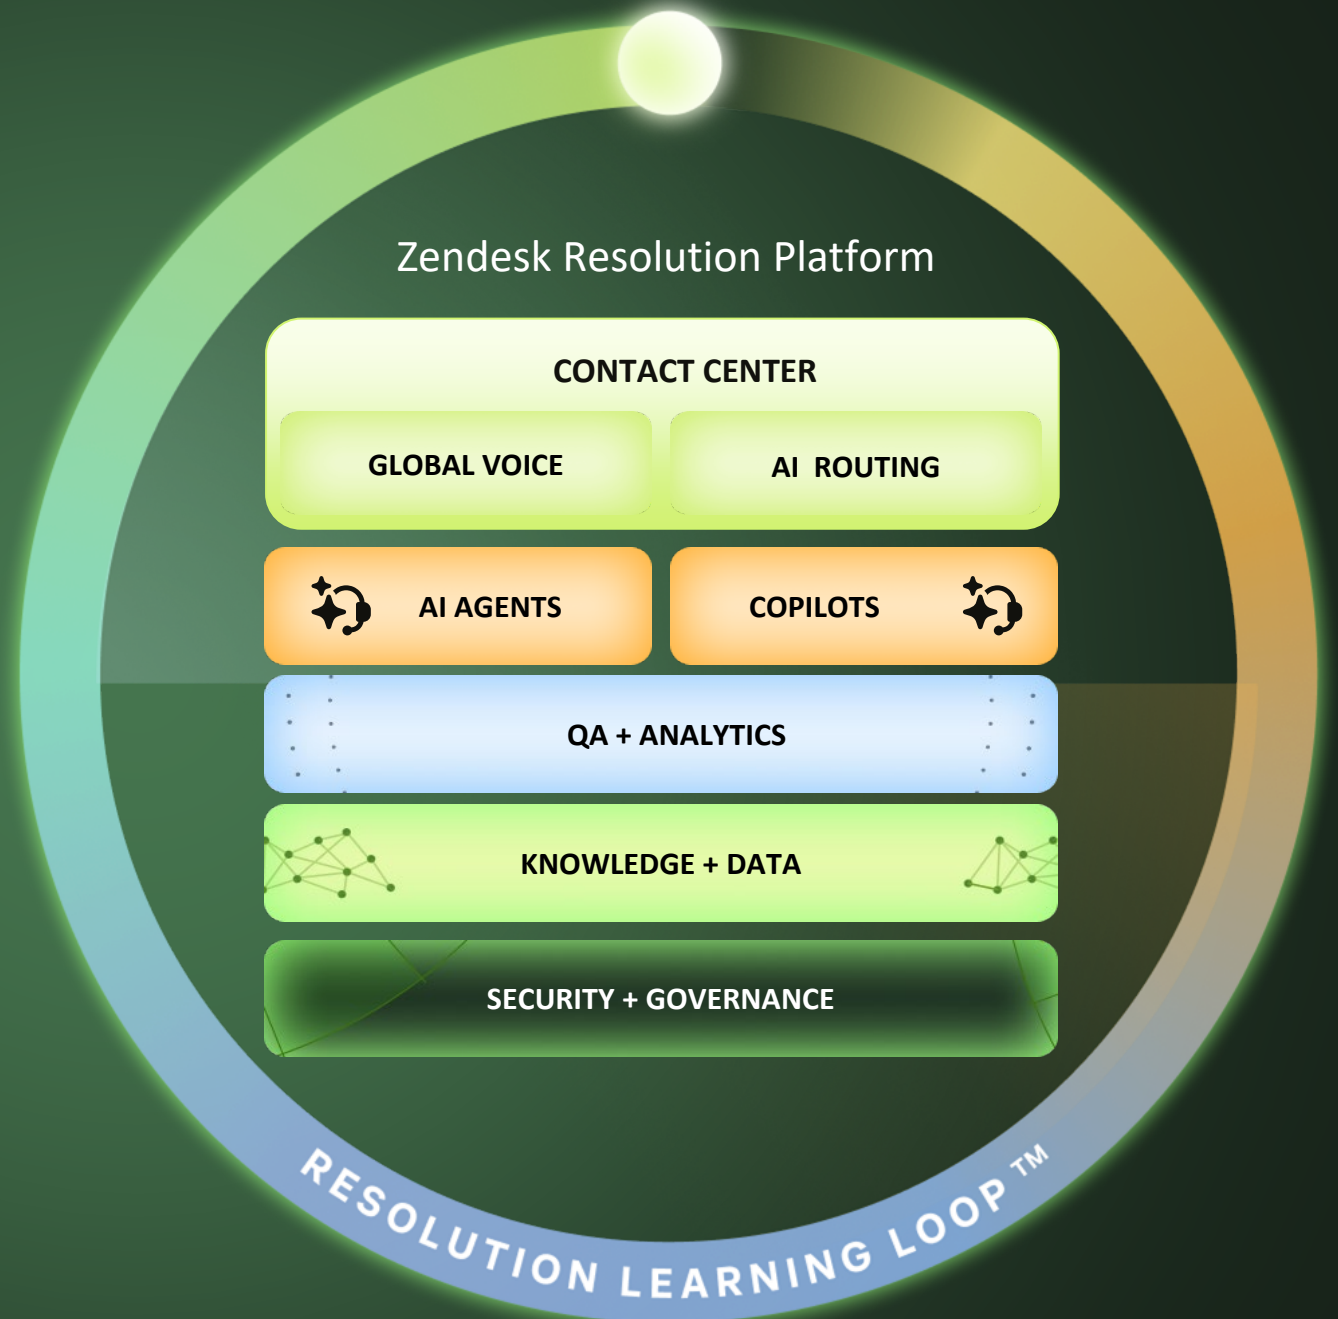 Zendesk Resolution Platform
CONTACT CENTER
GLOBAL VOICE
AI ROUTING
AI AGENTS
COPILOTS
QA + ANALYTICS
KNOWLEDGE + DATA
SECURITY + GOVERNANCE
RESOLUTION LEARNING LOOP™